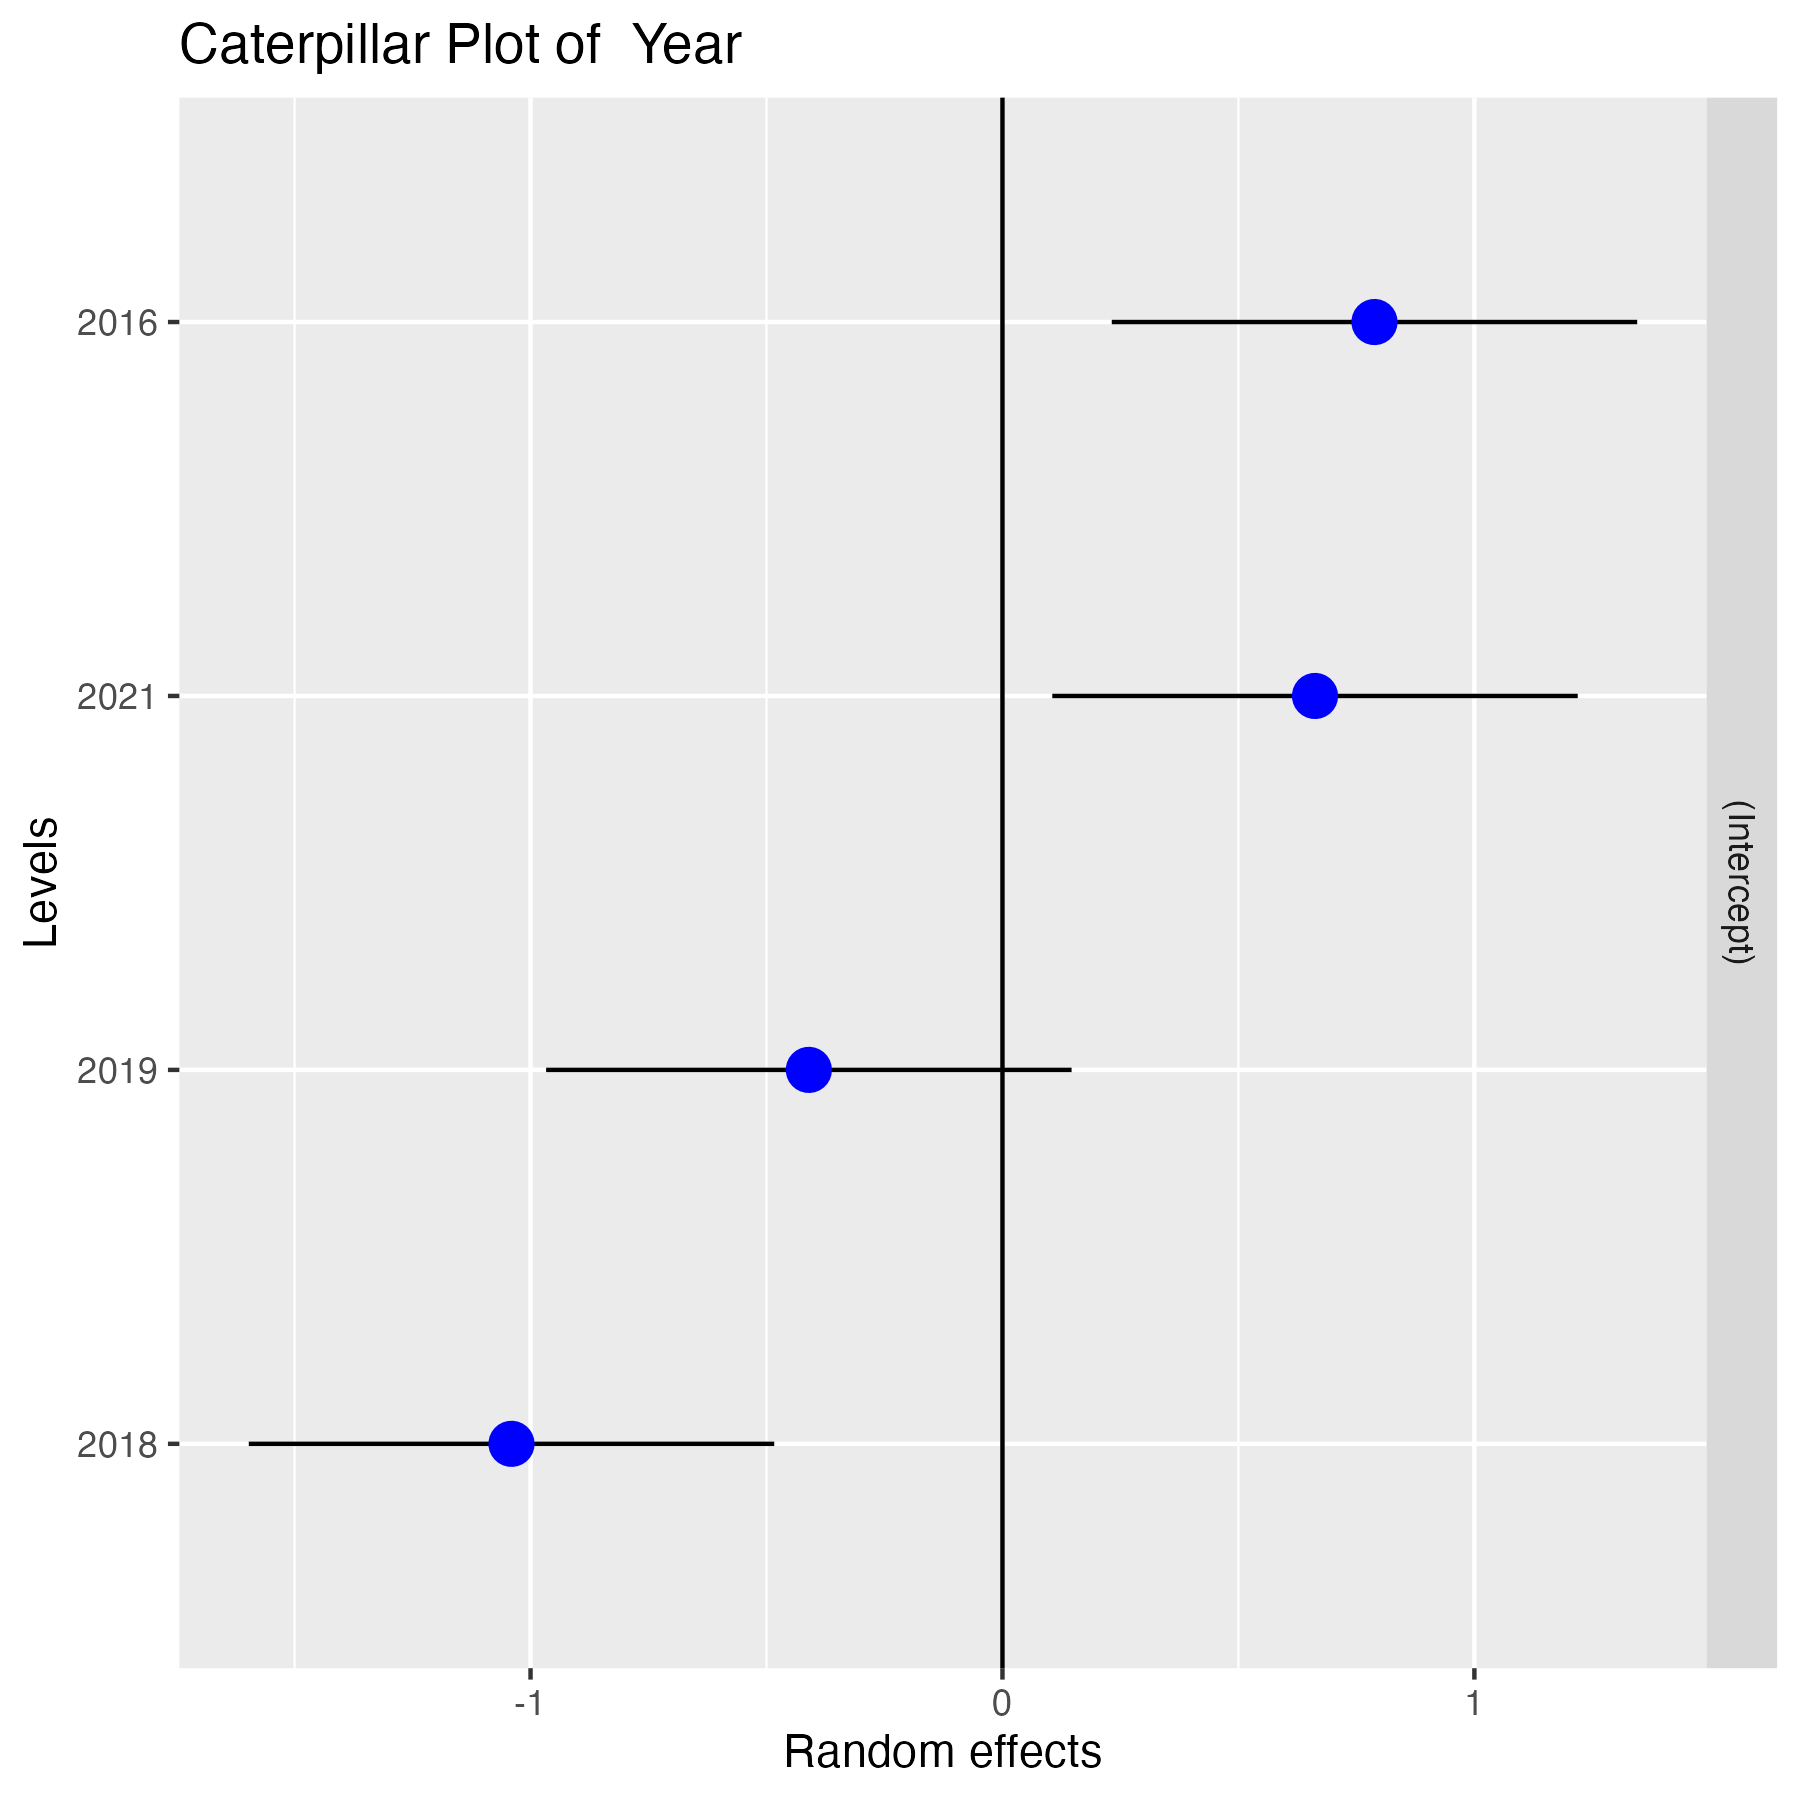 Caterpillar Plot of  Year
2016
2021
2019
2018
Levels
(Intercept)
-1
0
1
Random effects